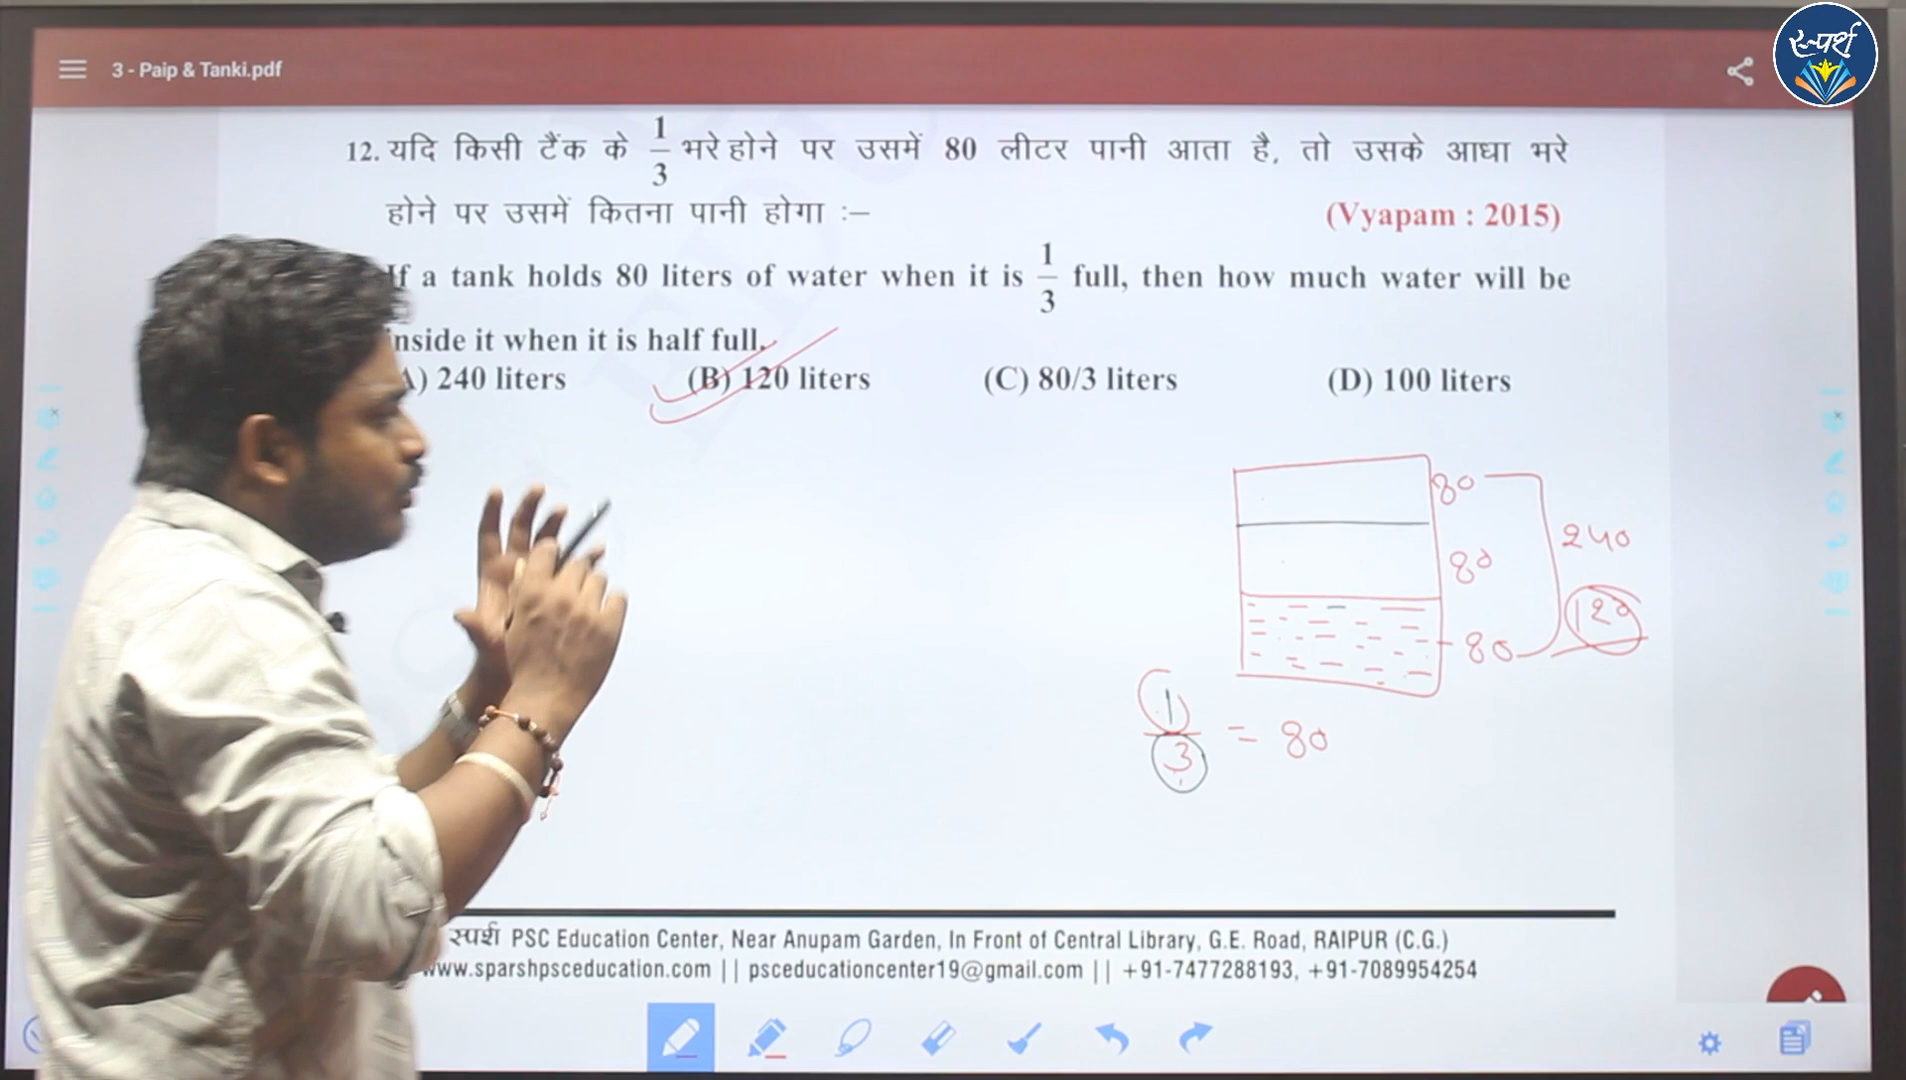 स्पर्श
3 - Paip & Tanki.pdf
12. यदि किसी टैंक के 1/3 भरे होने पर उसमें 80 लीटर पानी आता है, तो उसके आधा भरे
होने पर उसमें कितना पानी होगा :–
(Vyapam : 2015)
If a tank holds 80 liters of water when it is 1/3 full, then how much water will be
inside it when it is half full.
A) 240 liters (B) 120 liters (C) 80/3 liters (D) 100 liters
80
80
240
120
80
1/3 = 80
स्पर्श PSC Education Center, Near Anupam Garden, In Front of Central Library, G.E. Road, RAIPUR (C.G.)
www.sparshpsceducation.com || psceducationcenter19@gmail.com || +91-7477288193, +91-7089954254